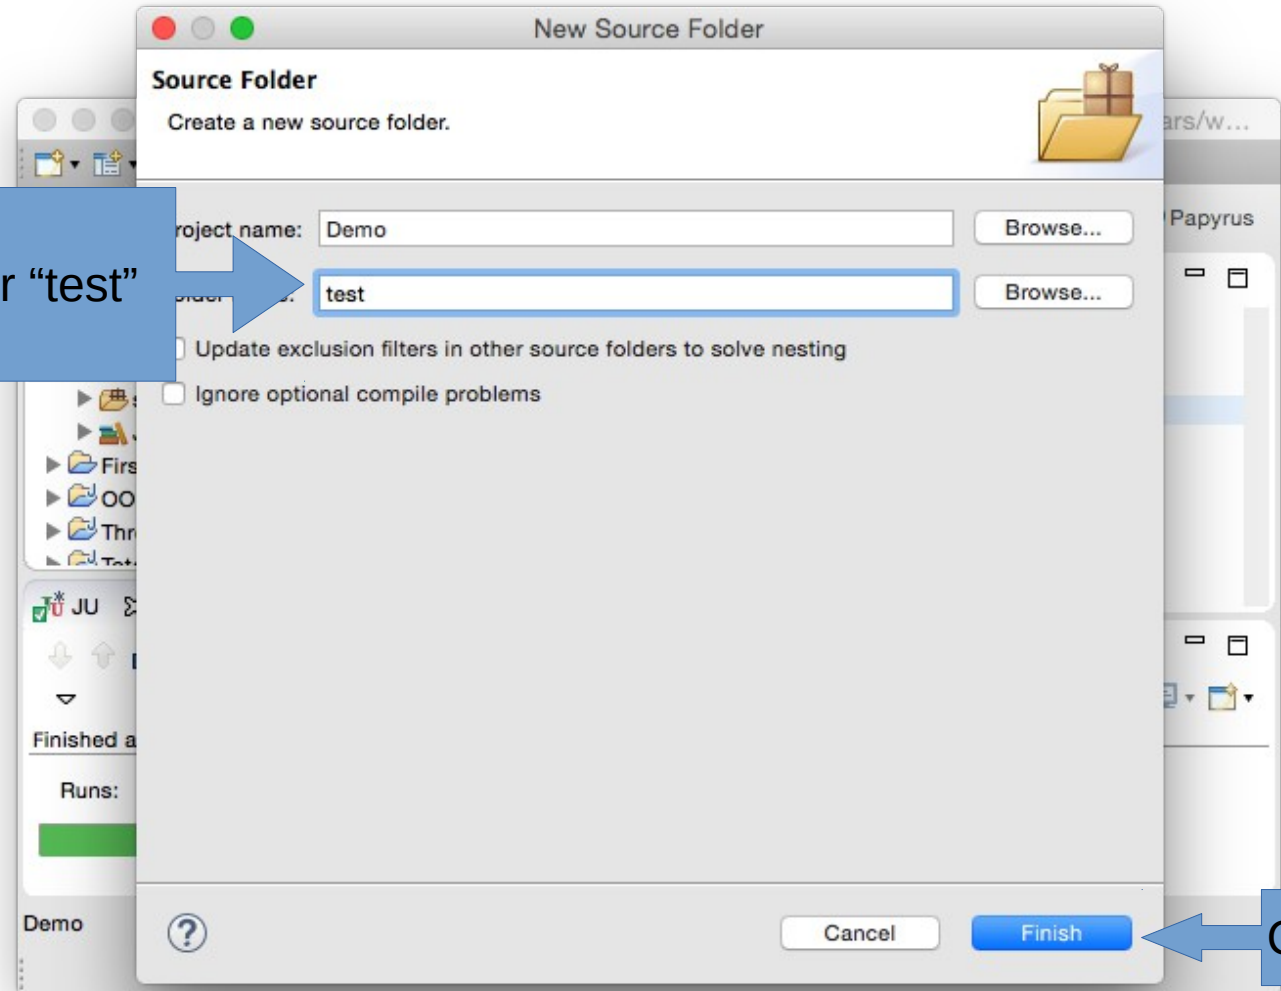 New Source Folder
Source Folder
Create a new source folder.
ars/w...
Project name:
Demo
Browse...
Papyrus
r “test”
test
Browse...
Update exclusion filters in other source folders to solve nesting
Ignore optional compile problems
Firs
OO
Thr
JU
Finished a
Runs:
Demo
Cancel
Finish